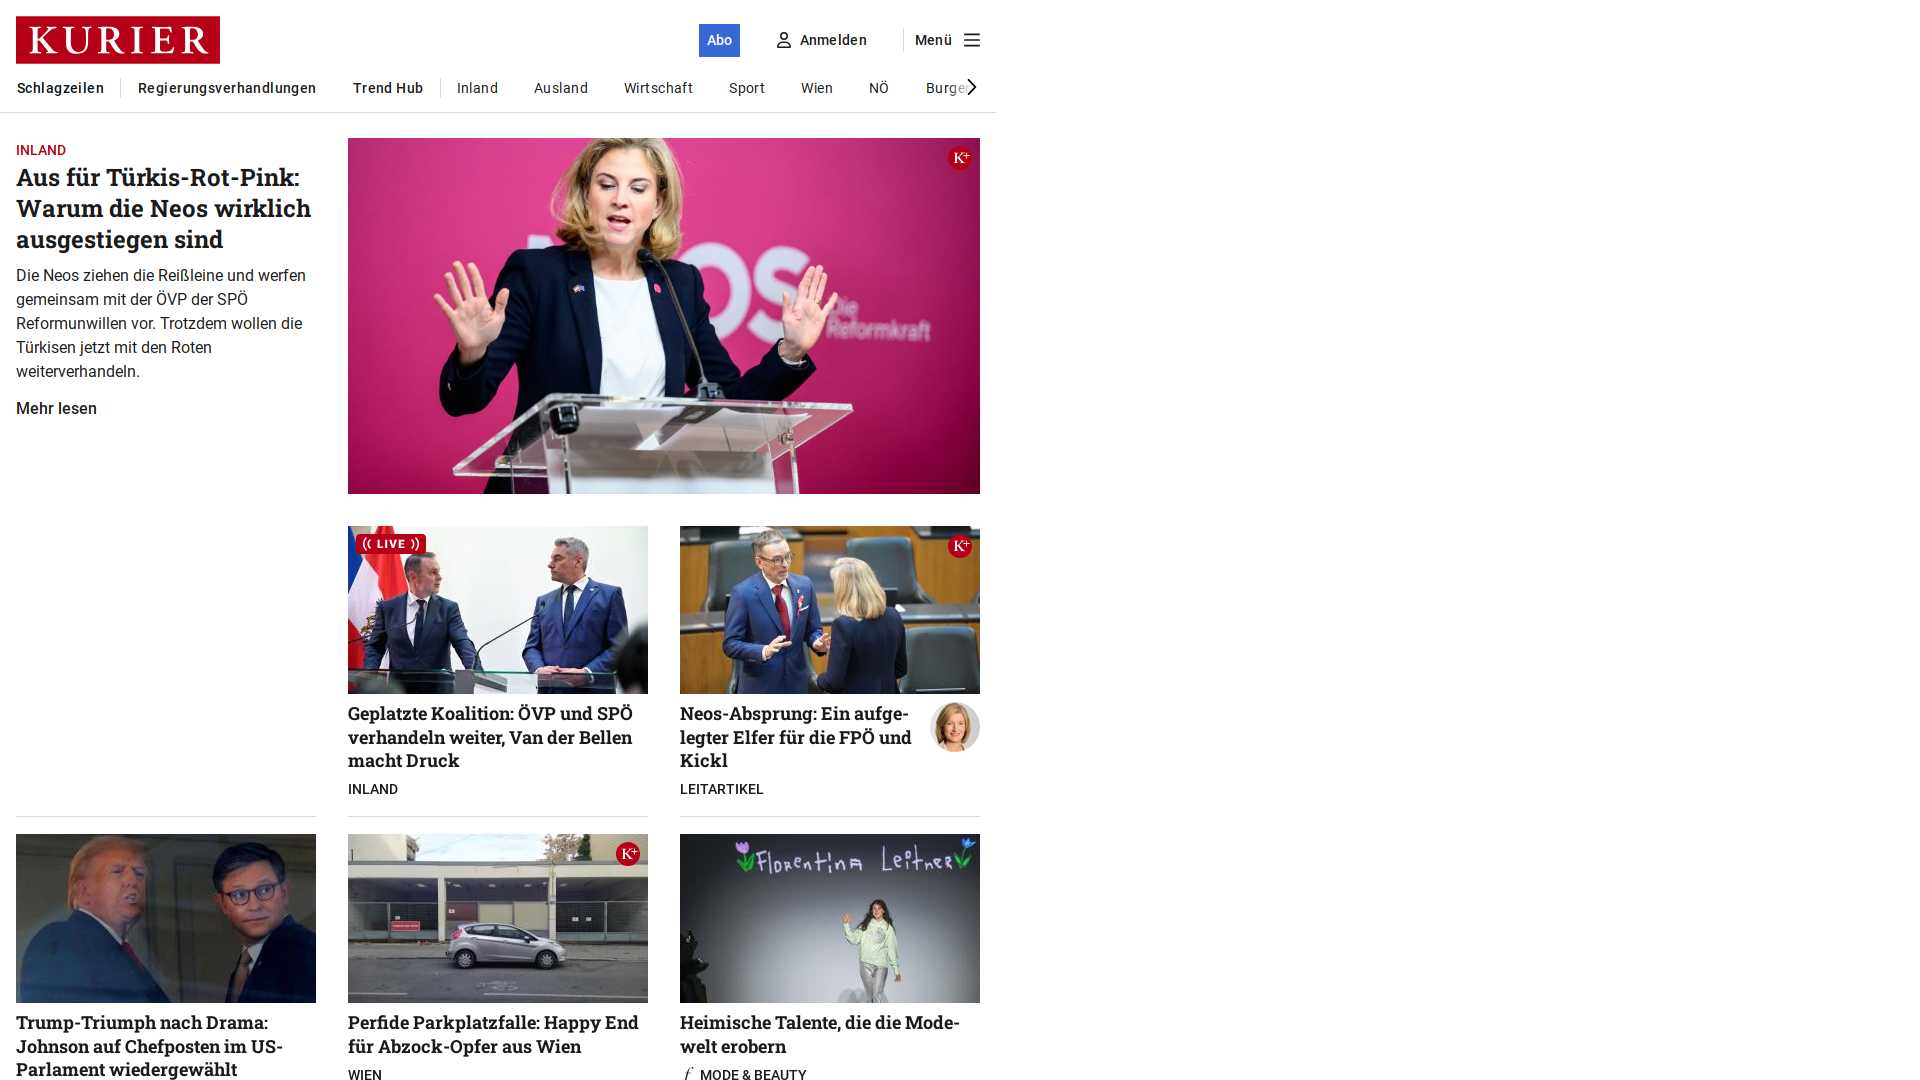 KURIER
Abo
Anmelden
Menü
Schlagzeilen
Regierungsverhandlungen
Trend Hub
Inland
Ausland
Wirtschaft
Sport
Wien
NÖ
INLAND
Aus für Türkis-Rot-Pink:
Warum die Neos wirklich
ausgestiegen sind
Die Neos ziehen die Reißleine und werfen
gemeinsam mit der ÖVP der SPÖ
Reformunwillen vor. Trotzdem wollen die
Türkisen jetzt mit den Roten
weiterverhandeln.
Mehr lesen
K+
Die
Reformkraft
LIVE
Geplatzte Koalition: ÖVP und SPÖ
verhandeln weiter, Van der Bellen
macht Druck
INLAND
K+
Neos-Absprung: Ein aufge-
legter Elfer für die FPÖ und
Kickl
LEITARTIKEL
Trump-Triumph nach Drama:
Johnson auf Chefposten im US-
Parlament wiedergewählt
K+
Perfide Parkplatzfalle: Happy End
für Abzock-Opfer aus Wien
WIEN
Florentina Leitner
Heimische Talente, die die Mode-
welt erobern
f MODE & BEAUTY